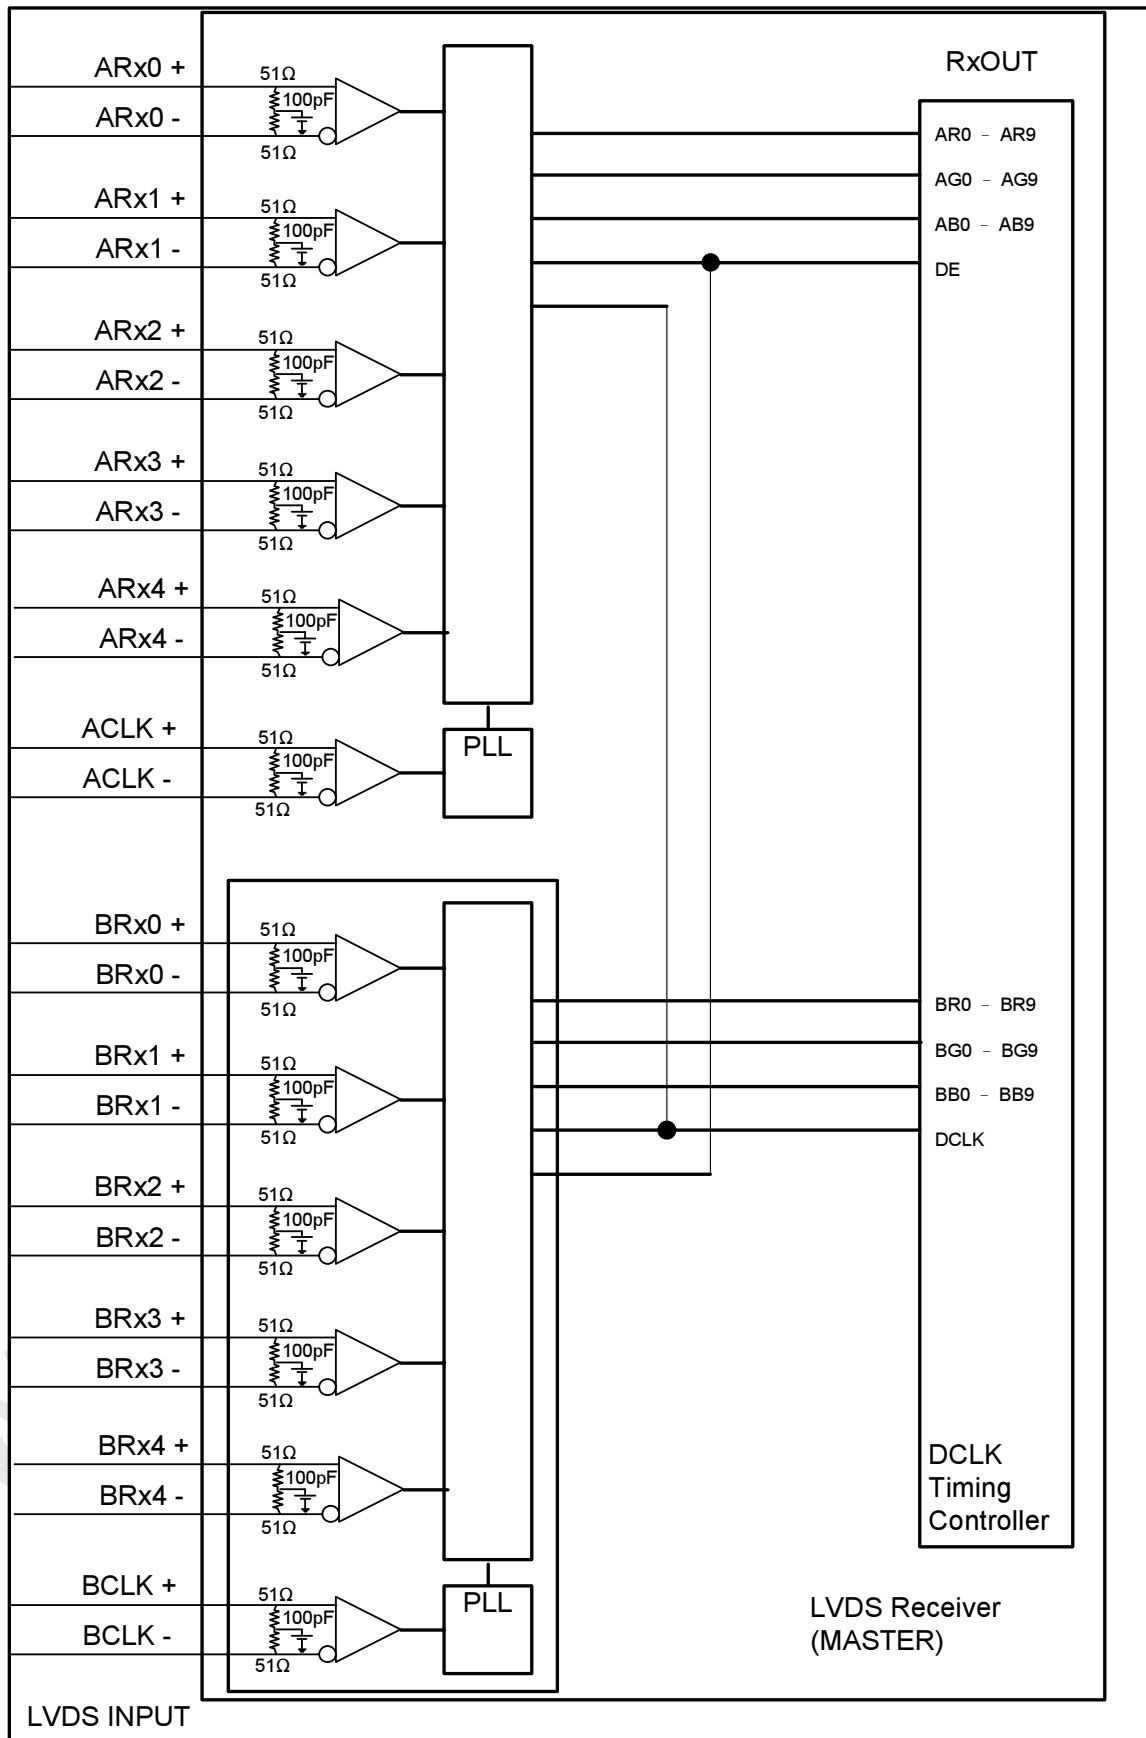 RxOUT
ARx0 +
51Ω
100pF
ARx0 -
51Ω
AR0 - AR9
AG0 - AG9
ARx1 +
51Ω
100pF
ARx1 -
51Ω
AB0 - AB9
DE
ARx2 +
51Ω
100pF
ARx2 -
51Ω
ARx3 +
51Ω
100pF
ARx3 -
51Ω
ARx4 +
51Ω
100pF
ARx4 -
51Ω
ACLK +
51Ω
100pF
ACLK -
51Ω
PLL
BRx0 +
51Ω
100pF
BRx0 -
51Ω
BR0 - BR9
BG0 - BG9
BRx1 +
51Ω
100pF
BRx1 -
51Ω
BB0 - BB9
DCLK
BRx2 +
51Ω
100pF
BRx2 -
51Ω
BRx3 +
51Ω
100pF
BRx3 -
51Ω
BRx4 +
51Ω
100pF
BRx4 -
51Ω
DCLK
Timing
Controller
BCLK +
51Ω
100pF
BCLK -
51Ω
PLL
LVDS Receiver
(MASTER)
LVDS INPUT